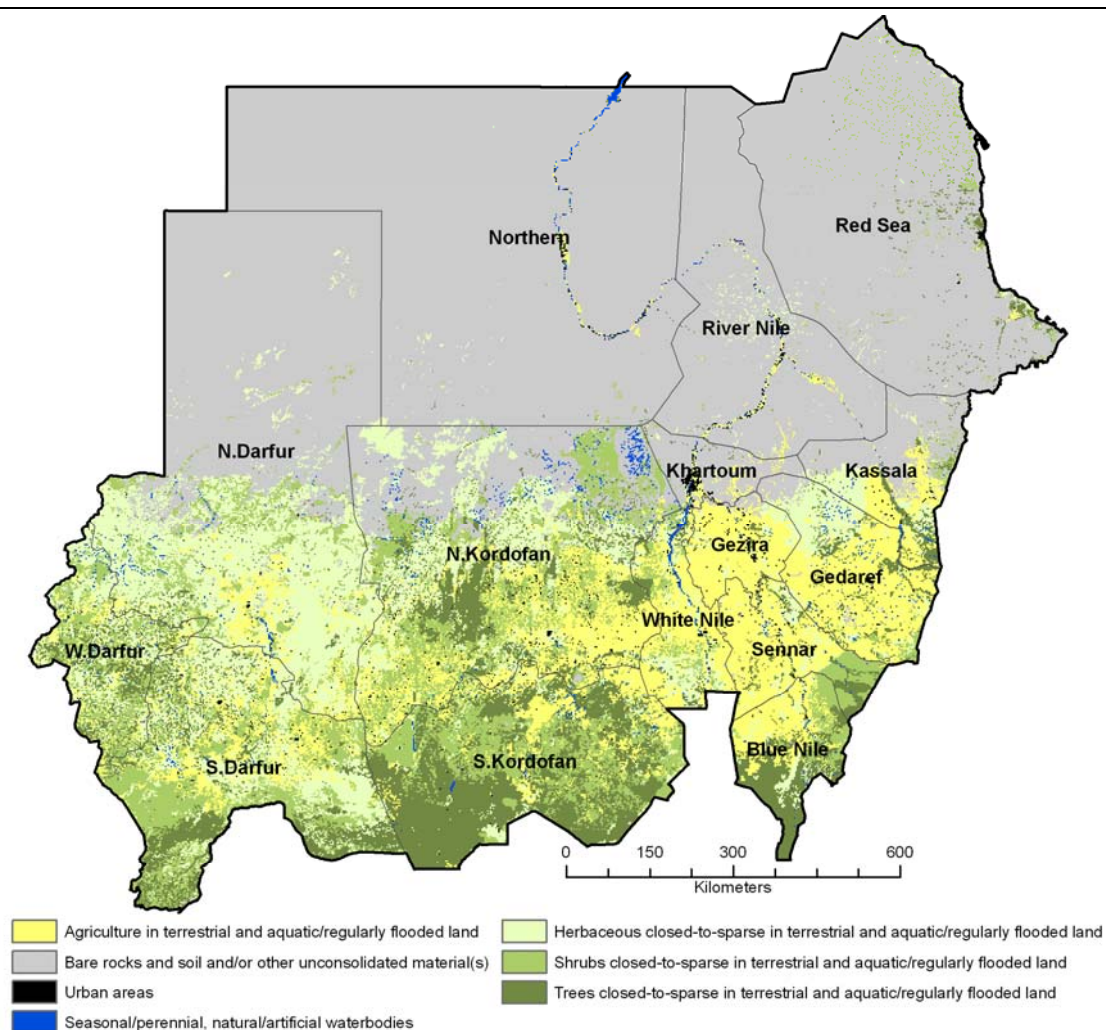 Northern
Red Sea
River Nile
N.Darfur
Khartoum
Kassala
N.Kordofan
Gezira
Gedaref
White Nile
W.Darfur
Sennar
S.Darfur
S.Kordofan
Blue Nile
0 150 300 600
Kilometers
Agriculture in terrestrial and aquatic/regularly flooded land
Bare rocks and soil and/or other unconsolidated material(s)
Urban areas
Seasonal/perennial, natural/artificial waterbodies
Herbaceous closed-to-sparse in terrestrial and aquatic/regularly flooded land
Shrubs closed-to-sparse in terrestrial and aquatic/regularly flooded land
Trees closed-to-sparse in terrestrial and aquatic/regularly flooded land